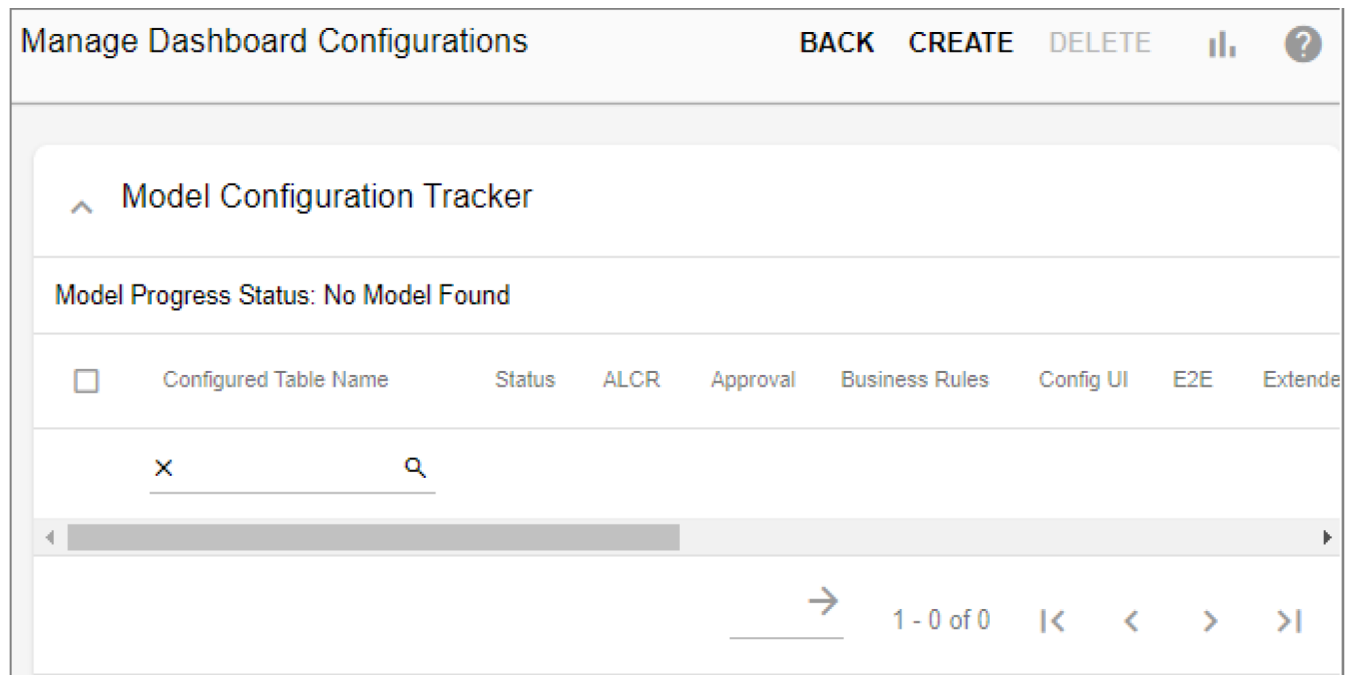 Manage Dashboard Configurations BACK CREATE DELETE
Model Configuration Tracker
Model Progress Status: No Model Found
Configured Table Name Status ALCR Approval Business Rules Config UI E2E Extende
1 - 0 of 0